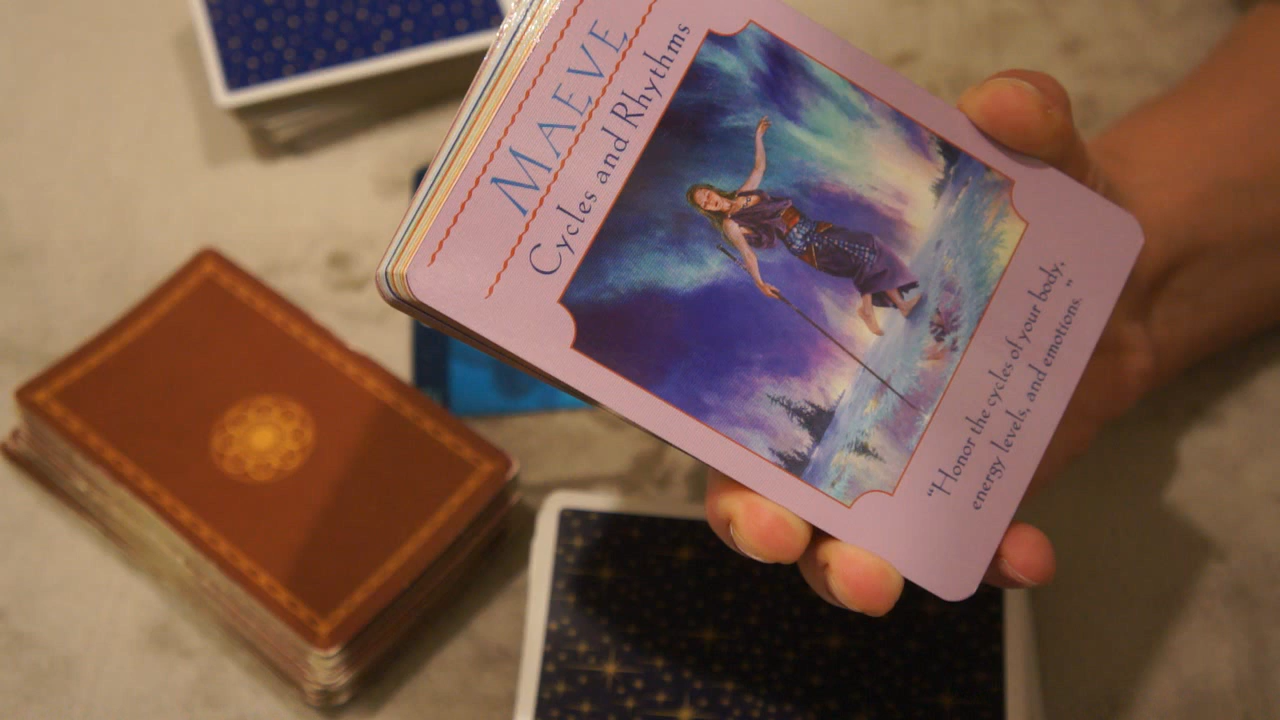 MAEVE
Cycles and Rhythms
“Honor the cycles of your body,
energy levels, and emotions.”